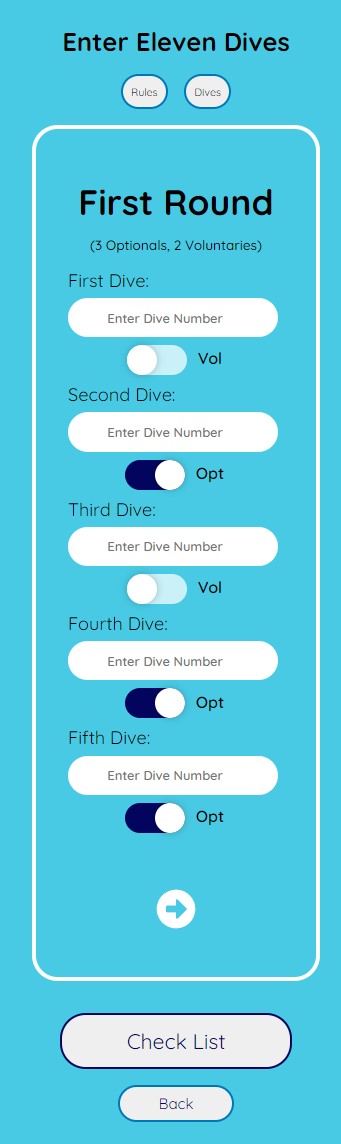 Enter Eleven Dives
Rules
Dives
First Round
(3 Optionals, 2 Voluntaries)
First Dive:
Enter Dive Number
Vol
Second Dive:
Enter Dive Number
Opt
Third Dive:
Enter Dive Number
Vol
Fourth Dive:
Enter Dive Number
Opt
Fifth Dive:
Enter Dive Number
Opt
Check List
Back